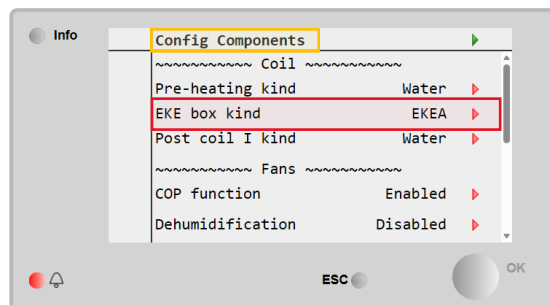 Info
Config Components
~~~~~~~~~~~ Coil ~~~~~~~~~~~
Pre-heating kind Water
EKE box kind EKEA
Post coil I kind Water
~~~~~~~~~~~ Fans ~~~~~~~~~~~
COP function Enabled
Dehumidification Disabled
ESC
OK